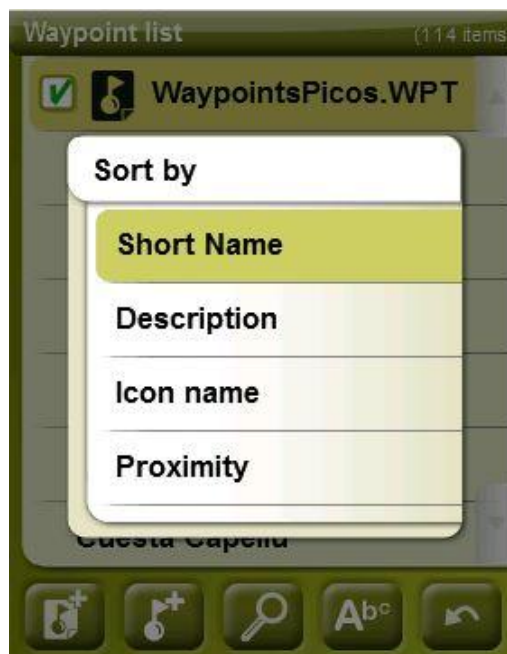 Waypoint list
(114 items
WaypointsPicos.WPT
Sort by
Short Name
Description
Icon name
Proximity
Cuesta Capellu
Abc